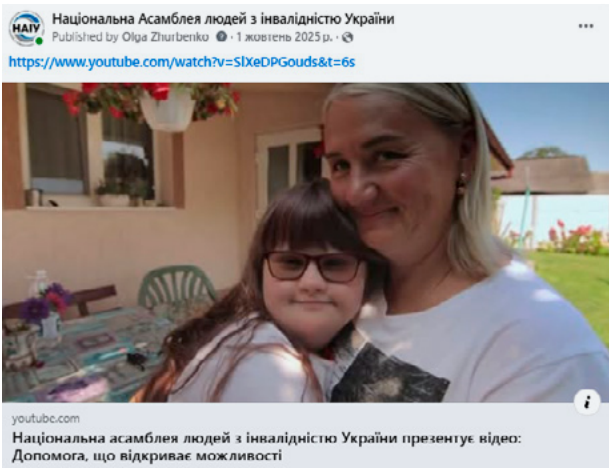 НАІУ
Національна Асамблея людей з інвалідністю України
Published by Olga Zhurbenko · 1 жовтень 2025 р. ·
https://www.youtube.com/watch?v=SlXeDPGouds&t=6s
youtube.com
Національна асамблея людей з інвалідністю України презентує відео:
Допомога, що відкриває можливості